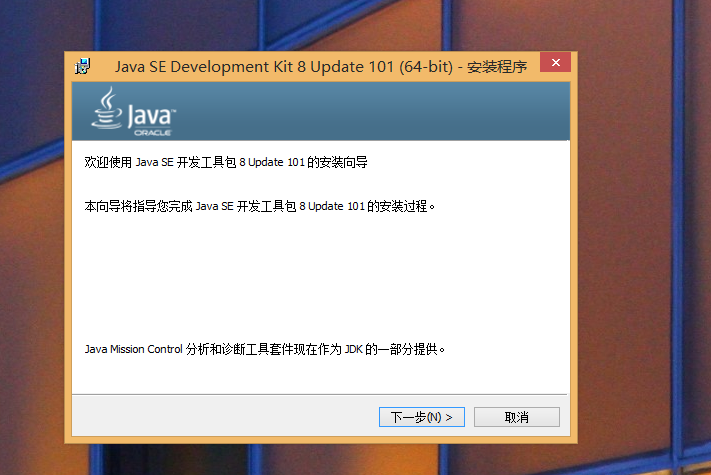 Java SE Development Kit 8 Update 101 (64-bit) - 安装程序
Java™
ORACLE
欢迎使用 Java SE 开发工具包 8 Update 101 的安装向导
本向导将指导您完成 Java SE 开发工具包 8 Update 101 的安装过程。
Java Mission Control 分析和诊断工具套件现在作为 JDK 的一部分提供。
下一步(N) >
取消